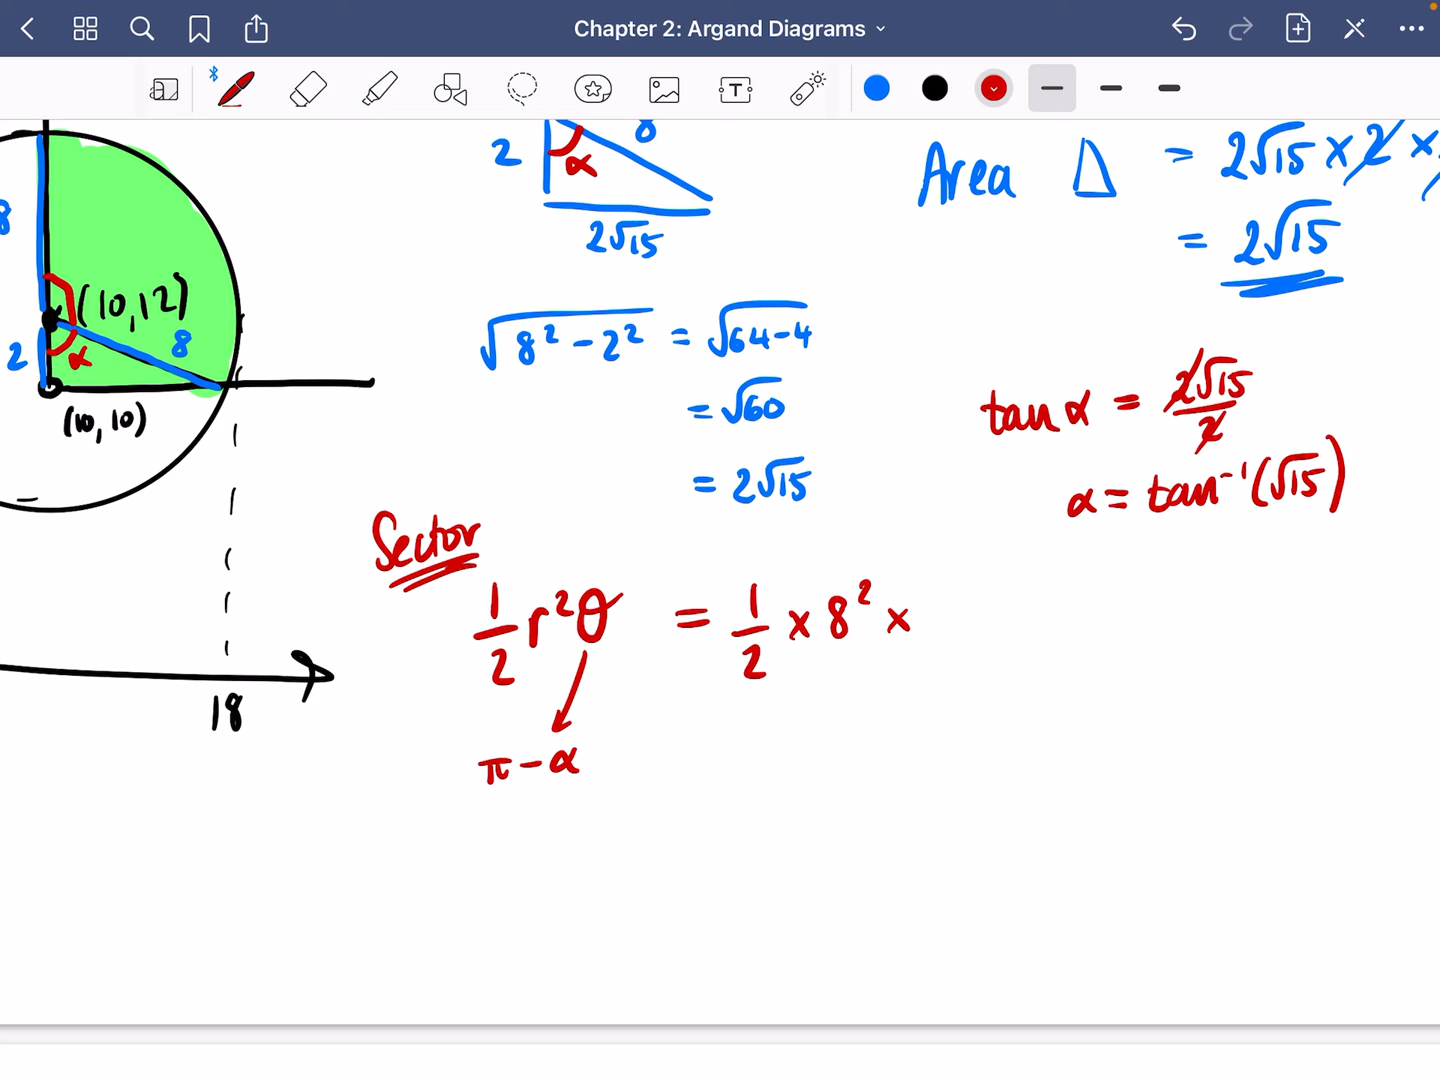 Chapter 2: Argand Diagrams
8
(10,12)
2
α
8
(10, 10)
18
2
α
8
2√15
√8² - 2² = √64-4
= √60
= 2√15
Area Δ = 2√15 × 2 ×
= 2√15
tan α = 2√15/2
α = tan⁻¹(√15)
Sector
1/2 r²θ = 1/2 × 8² ×
π - α